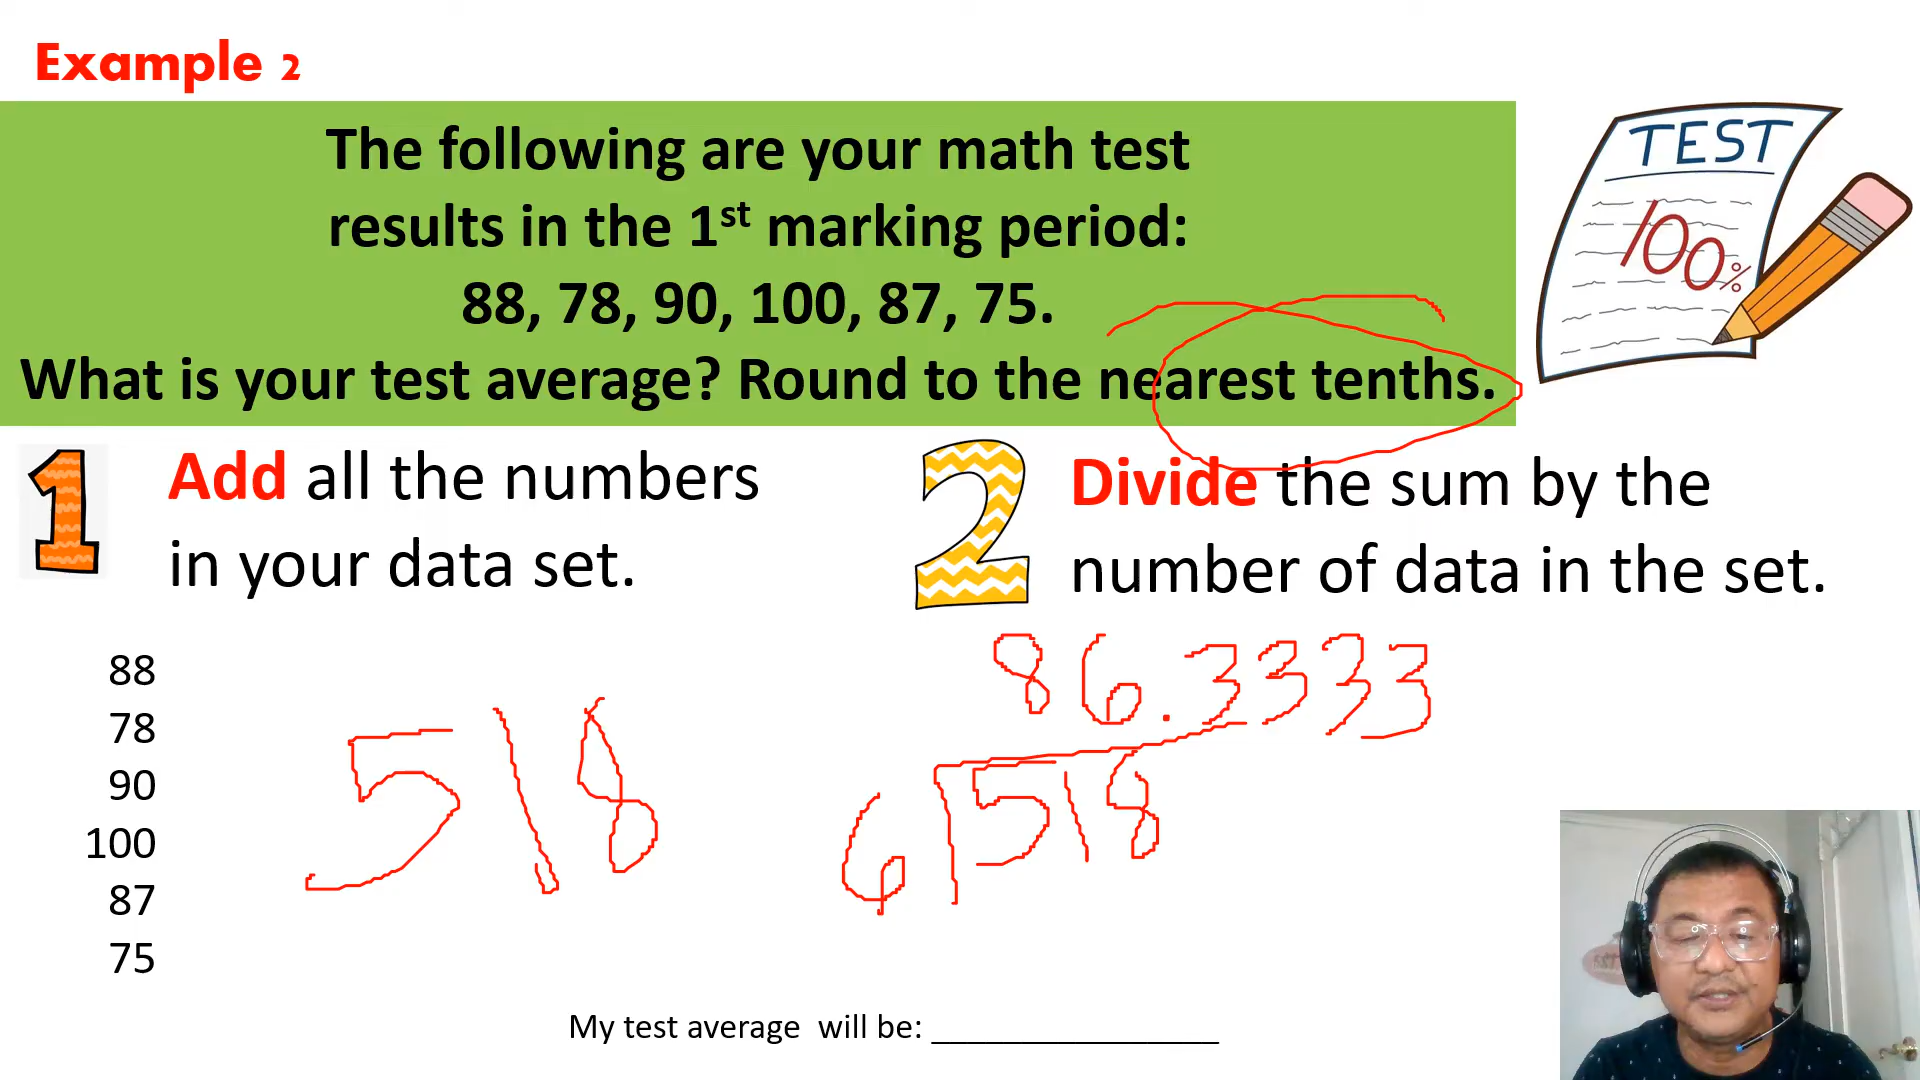 Example 2
The following are your math test
results in the 1st marking period:
88, 78, 90, 100, 87, 75.
What is your test average? Round to the nearest tenths.
TEST
100%
1 Add all the numbers
in your data set.
2 Divide the sum by the
number of data in the set.
88
78
90
100
87
75
518
86.3333
6 518
My test average will be: ________________